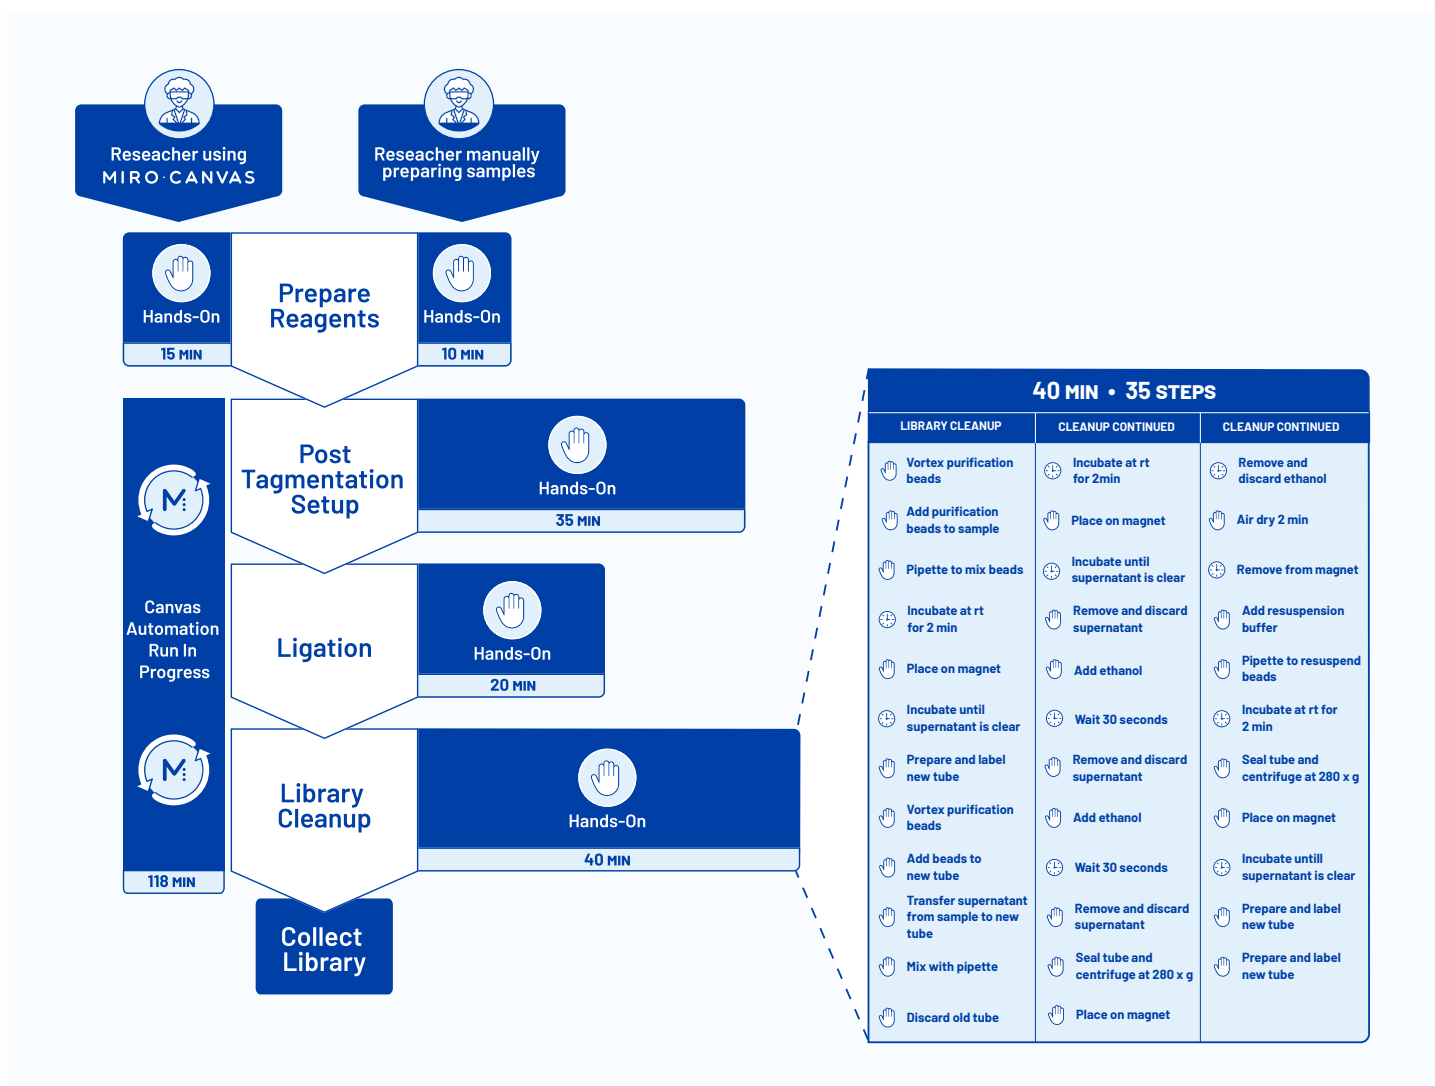 Reseacher using
MIRO·CANVAS
Reseacher manually
preparing samples
Hands-On
15 MIN
Prepare
Reagents
Hands-On
10 MIN
Canvas
Automation
Run In
Progress
118 MIN
Post
Tagmentation
Setup
Hands-On
35 MIN
Ligation
Hands-On
20 MIN
Library
Cleanup
Hands-On
40 MIN
Collect
Library
40 MIN • 35 STEPS
LIBRARY CLEANUP
Vortex purification
beads
Add purification
beads to sample
Pipette to mix beads
Incubate at rt
for 2 min
Place on magnet
Incubate until
supernatant is clear
Prepare and label
new tube
Vortex purification
beads
Add beads to
new tube
Transfer supernatant
from sample to new
tube
Mix with pipette
Discard old tube
CLEANUP CONTINUED
Incubate at rt
for 2min
Place on magnet
Incubate until
supernatant is clear
Remove and discard
supernatant
Add ethanol
Wait 30 seconds
Remove and discard
supernatant
Add ethanol
Wait 30 seconds
Remove and discard
supernatant
Seal tube and
centrifuge at 280 x g
Place on magnet
CLEANUP CONTINUED
Remove and
discard ethanol
Air dry 2 min
Remove from magnet
Add resuspension
buffer
Pipette to resuspend
beads
Incubate at rt for
2 min
Seal tube and
centrifuge at 280 x g
Place on magnet
Incubate untill
supernatant is clear
Prepare and label
new tube
Prepare and label
new tube